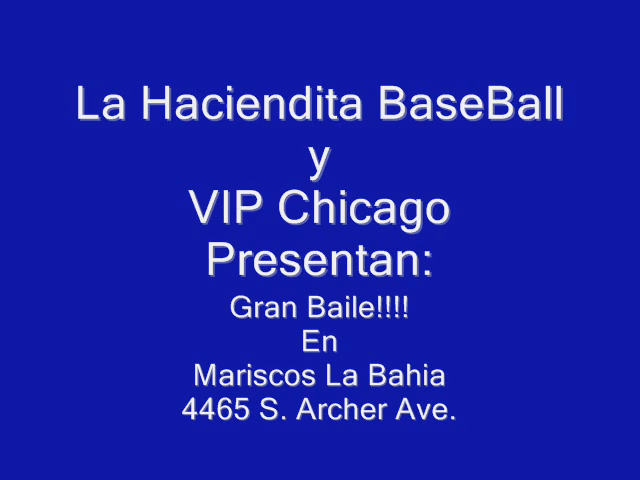 La Haciendita BaseBall
y
VIP Chicago
Presentan:
Gran Baile!!!!
En
Mariscos La Bahia
4465 S. Archer Ave.